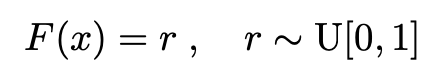 F(x) = r ,    r ∼ U[0, 1]